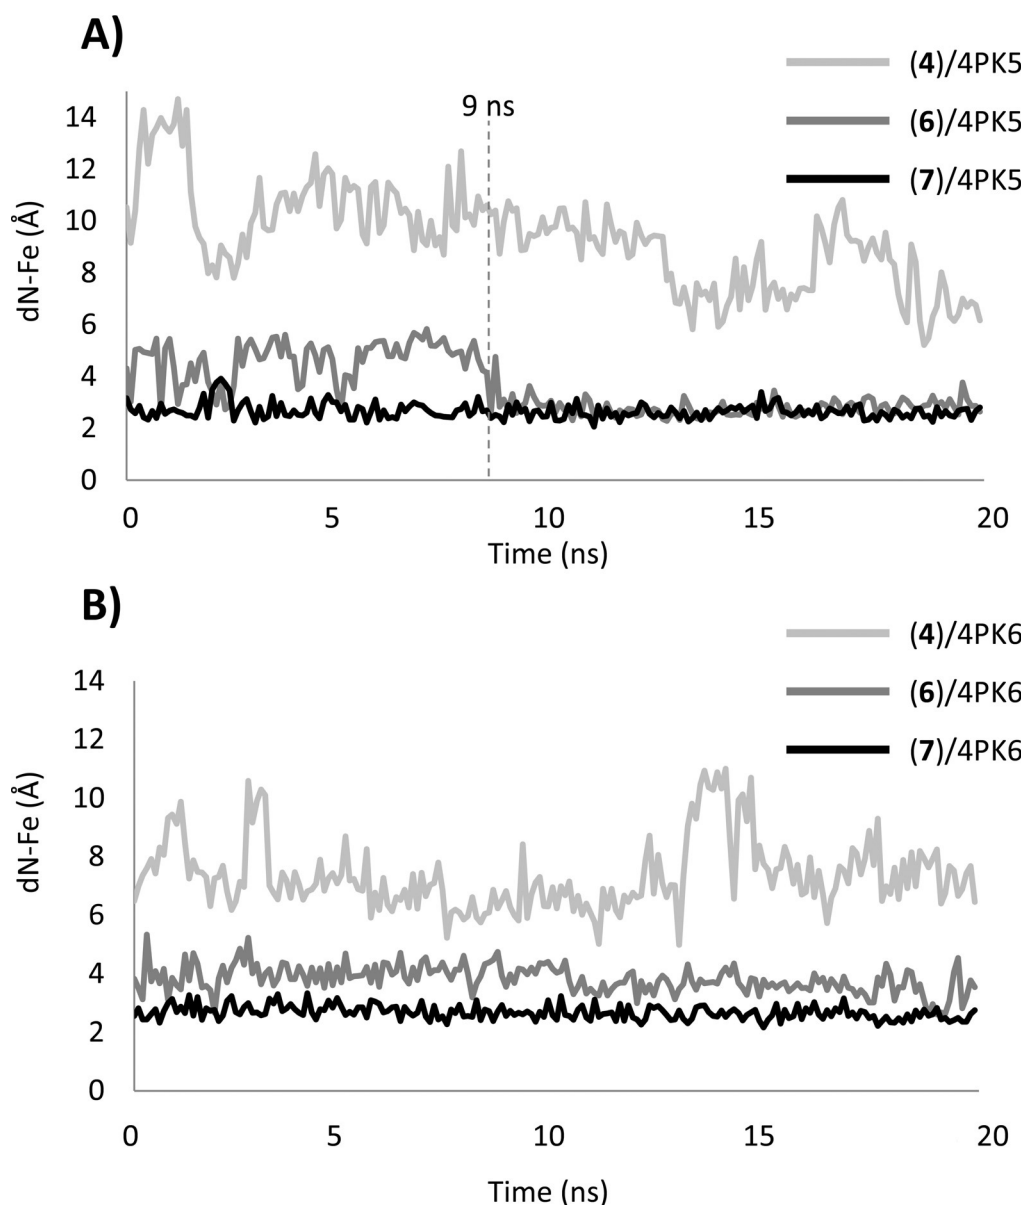 A)
(4)/4PK5
(6)/4PK5
(7)/4PK5
9 ns
dN-Fe (Å)
14
12
10
8
6
4
2
0
0 5 10 15 20
Time (ns)
B)
(4)/4PK6
(6)/4PK6
(7)/4PK6
dN-Fe (Å)
14
12
10
8
6
4
2
0
0 5 10 15 20
Time (ns)